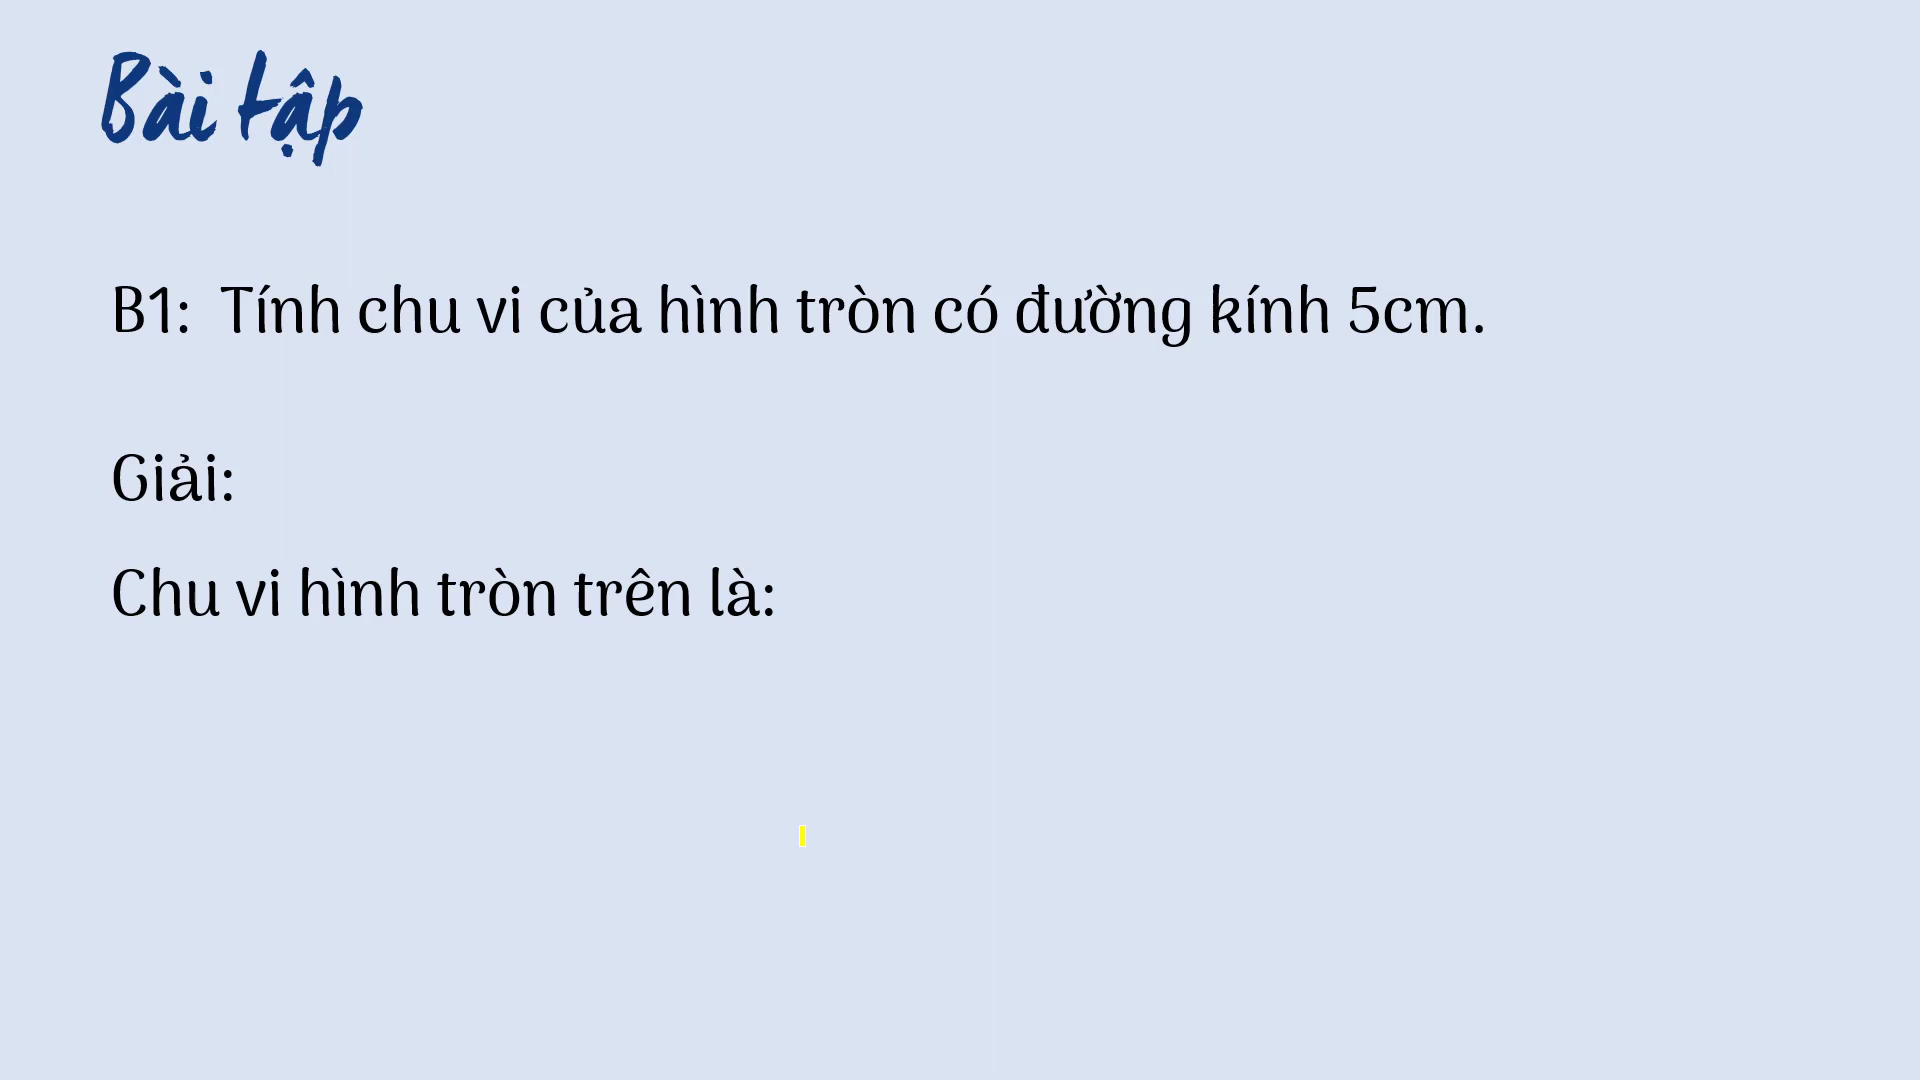 Bài tập
B1: Tính chu vi của hình tròn có đường kính 5cm.
Giải:
Chu vi hình tròn trên là: